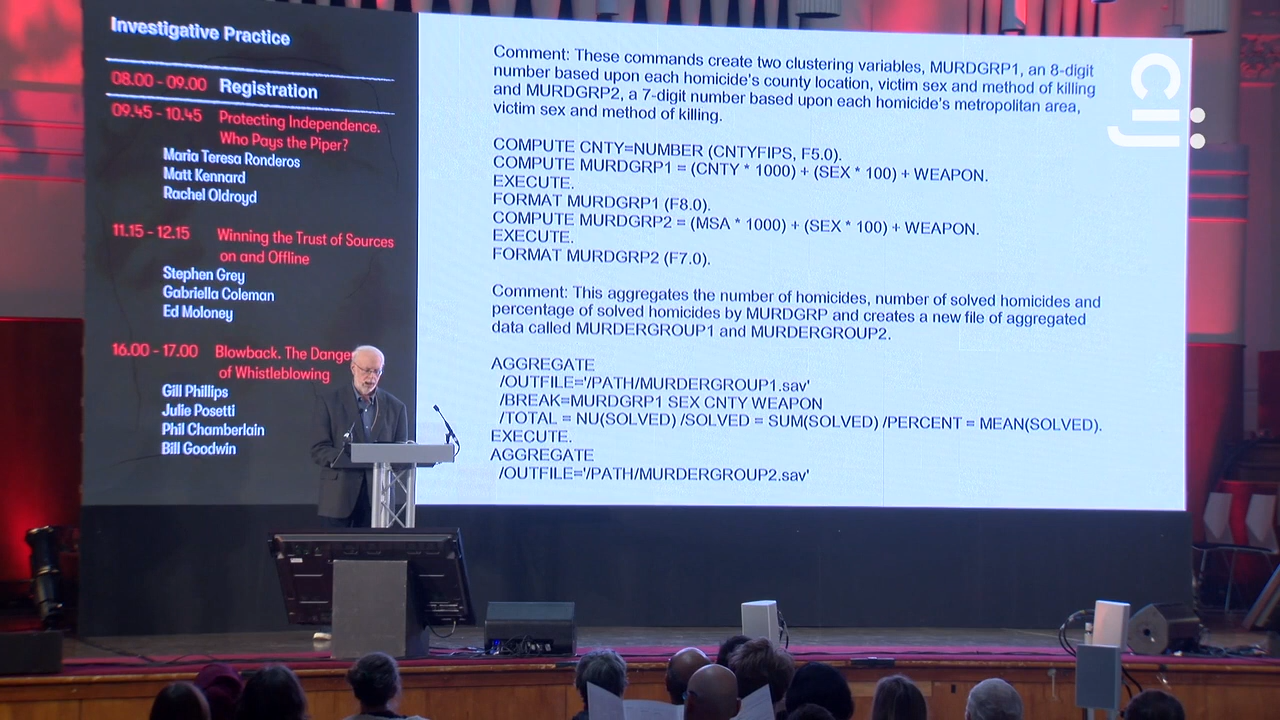 Investigative Practice
08.00 - 09.00 Registration
09.45 - 10.45 Protecting Independence.
Who Pays the Piper?
Maria Teresa Ronderos
Matt Kennard
Rachel Oldroyd
11.15 - 12.15 Winning the Trust of Sources
on and Offline
Stephen Grey
Gabriella Coleman
Ed Moloney
16.00 - 17.00 Blowback. The
of Whistleblowing
Gill Phillips
Julie Posetti
Phil Chamberlain
Bill Goodwin
Comment: These commands create two clustering variables, MURDGRP1, an 8-digit
number based upon each homicide's county location, victim sex and method of killing
and MURDGRP2, a 7-digit number based upon each homicide's metropolitan area,
victim sex and method of killing.
COMPUTE CNTY=NUMBER (CNTYFIPS, F5.0).
COMPUTE MURDGRP1 = (CNTY * 1000) + (SEX * 100) + WEAPON.
EXECUTE.
FORMAT MURDGRP1 (F8.0).
COMPUTE MURDGRP2 = (MSA * 1000) + (SEX * 100) + WEAPON.
EXECUTE.
FORMAT MURDGRP2 (F7.0).
Comment: This aggregates the number of homicides, number of solved homicides and
percentage of solved homicides by MURDGRP and creates a new file of aggregated
data called MURDERGROUP1 and MURDERGROUP2.
AGGREGATE
/OUTFILE='/PATH/MURDERGROUP1.sav'
/BREAK=MURDGRP1 SEX CNTY WEAPON
/TOTAL = NU(SOLVED) /SOLVED = SUM(SOLVED) /PERCENT = MEAN(SOLVED).
EXECUTE.
AGGREGATE
/OUTFILE='/PATH/MURDERGROUP2.sav'
cij: